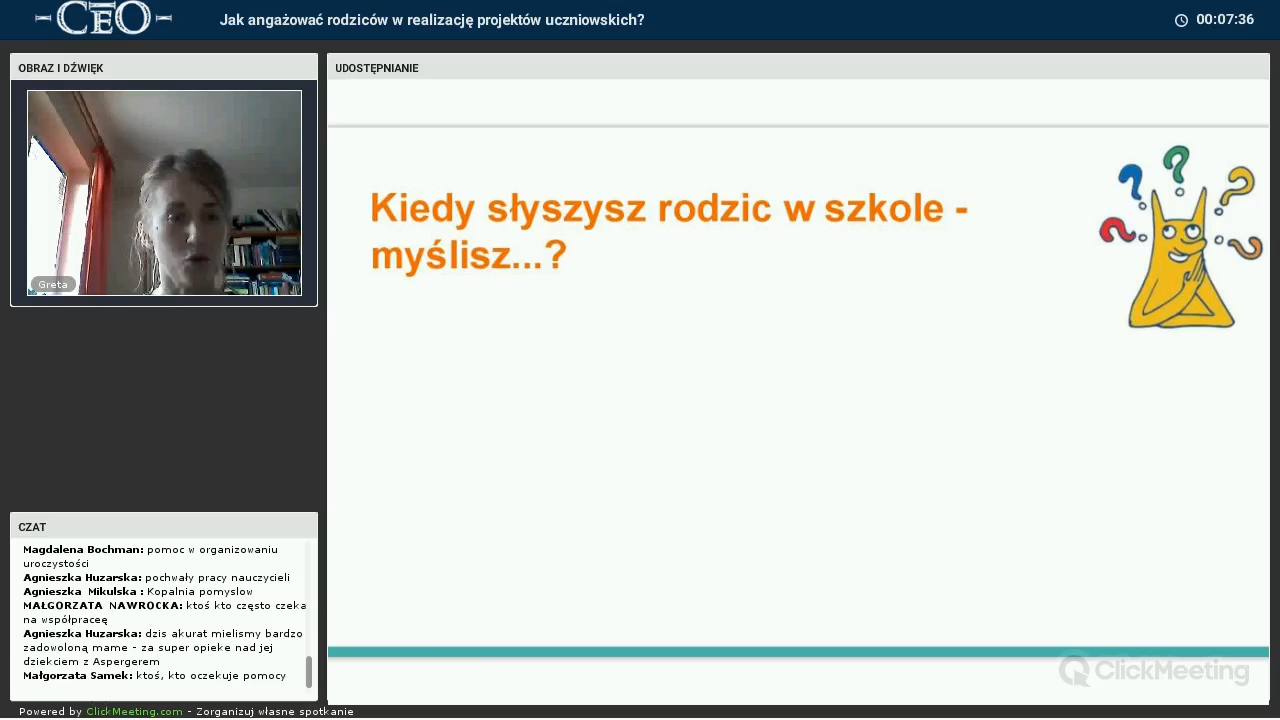 CEO
Jak angażować rodziców w realizację projektów uczniowskich?
00:07:36
OBRAZ I DŹWIĘK
Greta
UDOSTĘPNIANIE
Kiedy słyszysz rodzic w szkole -
myślisz...?
ClickMeeting
CZAT
Magdalena Bochman: pomoc w organizowaniu
uroczystości
Agnieszka Huzarska: pochwały pracy nauczycieli
Agnieszka Mikulska : Kopalnia pomyslow
MAŁGORZATA NAWROCKA: ktoś kto często czeka
na współpraceę
Agnieszka Huzarska: dzis akurat mielismy bardzo
zadowoloną mame - za super opieke nad jej
dziekciem z Aspergerem
Małgorzata Samek: ktoś, kto oczekuje pomocy
Powered by ClickMeeting.com - Zorganizuj własne spotkanie